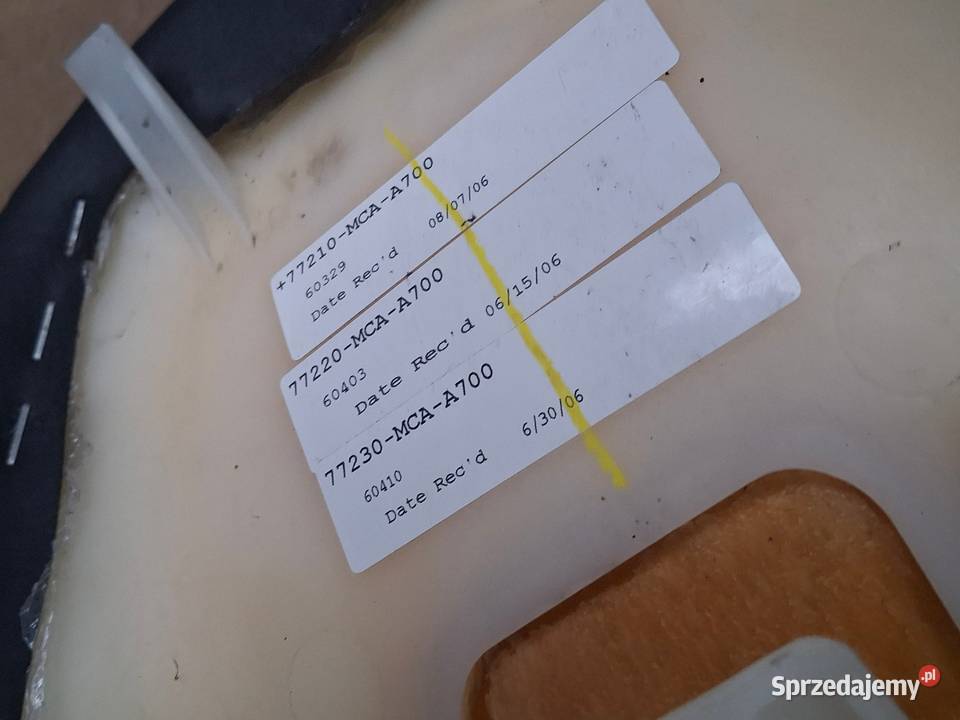 +77210-MCA-A700
60329
Date Rec'd 08/07/06
77220-MCA-A700
60403
Date Rec'd 06/15/06
77230-MCA-A700
60410
Date Rec'd 6/30/06
Sprzedajemy.pl